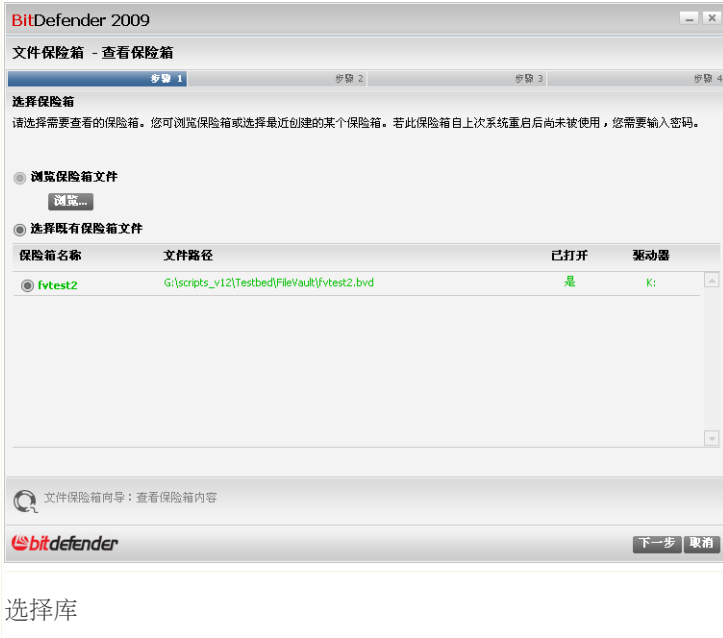 BitDefender 2009
文件保险箱 - 查看保险箱
步骤 1 步骤 2 步骤 3 步骤 4
选择保险箱
请选择需要查看的保险箱。您可浏览保险箱或选择最近创建的某个保险箱。若此保险箱自上次系统重启后尚未被使用，您需要输入密码。
浏览保险箱文件
浏览...
选择既有保险箱文件
保险箱名称 文件路径 已打开 驱动器
fvtest2 G:\scripts_v12\Testbed\FileVault\fvtest2.bvd 是 K:
文件保险箱向导：查看保险箱内容
bitdefender 下一步 取消
选择库